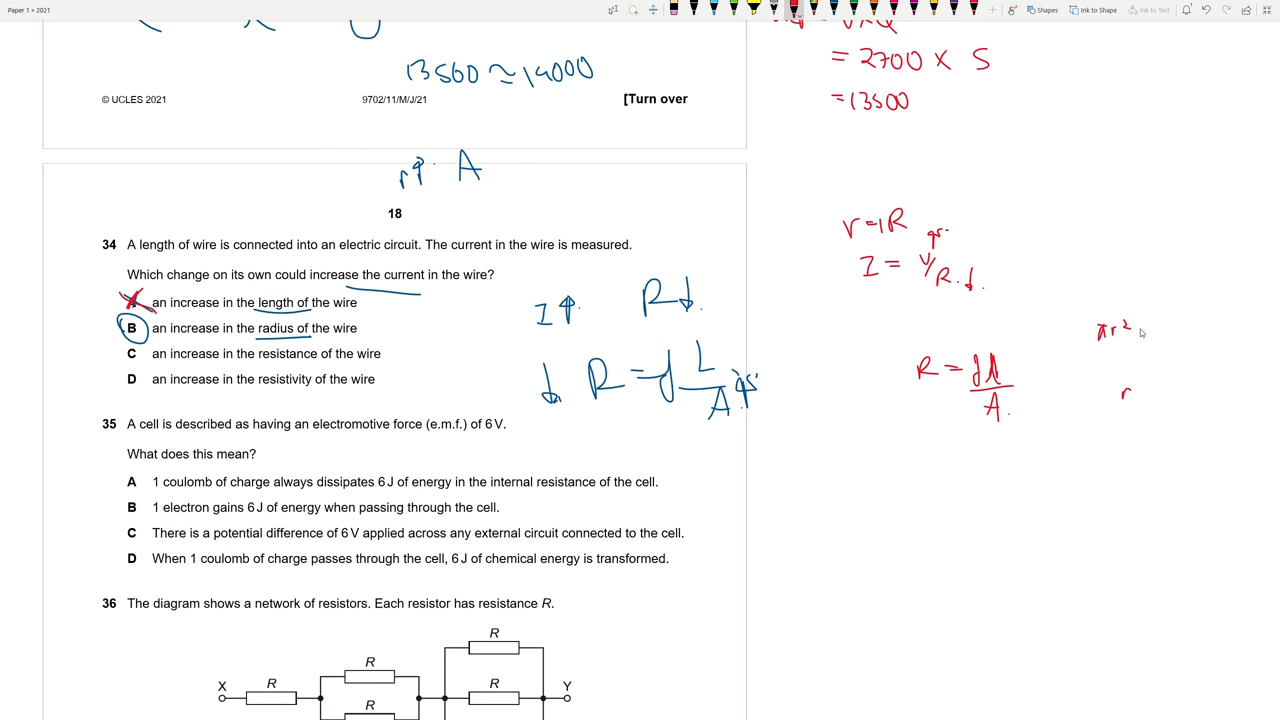 Paper 1 » 2021
Shapes
Ink to Shape
Ink to Text
= 2700 x 5
= 13500
13500 ≈ 14000
© UCLES 2021
9702/11/M/J/21
[Turn over
r↑ A
18
34 A length of wire is connected into an electric circuit. The current in the wire is measured.
Which change on its own could increase the current in the wire?
A an increase in the length of the wire
B an increase in the radius of the wire
C an increase in the resistance of the wire
D an increase in the resistivity of the wire
I↑ R↓
↓ R = ρ L/A ↑
V = IR
I = V/R ↓
R = ρl/A
πr²
r
35 A cell is described as having an electromotive force (e.m.f.) of 6 V.
What does this mean?
A 1 coulomb of charge always dissipates 6 J of energy in the internal resistance of the cell.
B 1 electron gains 6 J of energy when passing through the cell.
C There is a potential difference of 6 V applied across any external circuit connected to the cell.
D When 1 coulomb of charge passes through the cell, 6 J of chemical energy is transformed.
36 The diagram shows a network of resistors. Each resistor has resistance R.
R
R
X R R Y
R